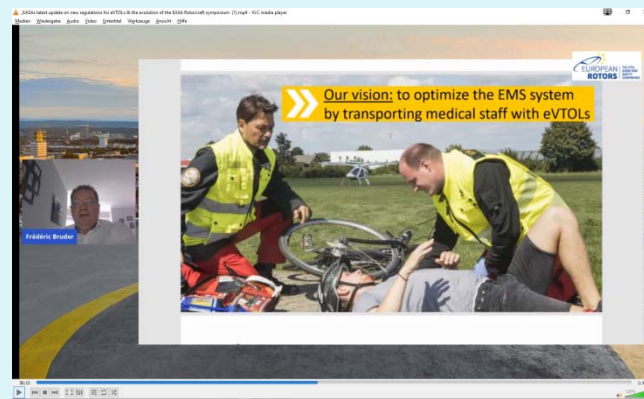 _EASAs latest update on new regulations for eVTOLs & the evolution of the EASA Rotorcraft symposium (1).mp4 - VLC media player
Medien Wiedergabe Audio Video Untertitel Werkzeuge Ansicht Hilfe
EUROPEAN
ROTORS
Our vision: to optimize the EMS system
by transporting medical staff with eVTOLs
Frédéric Bruder